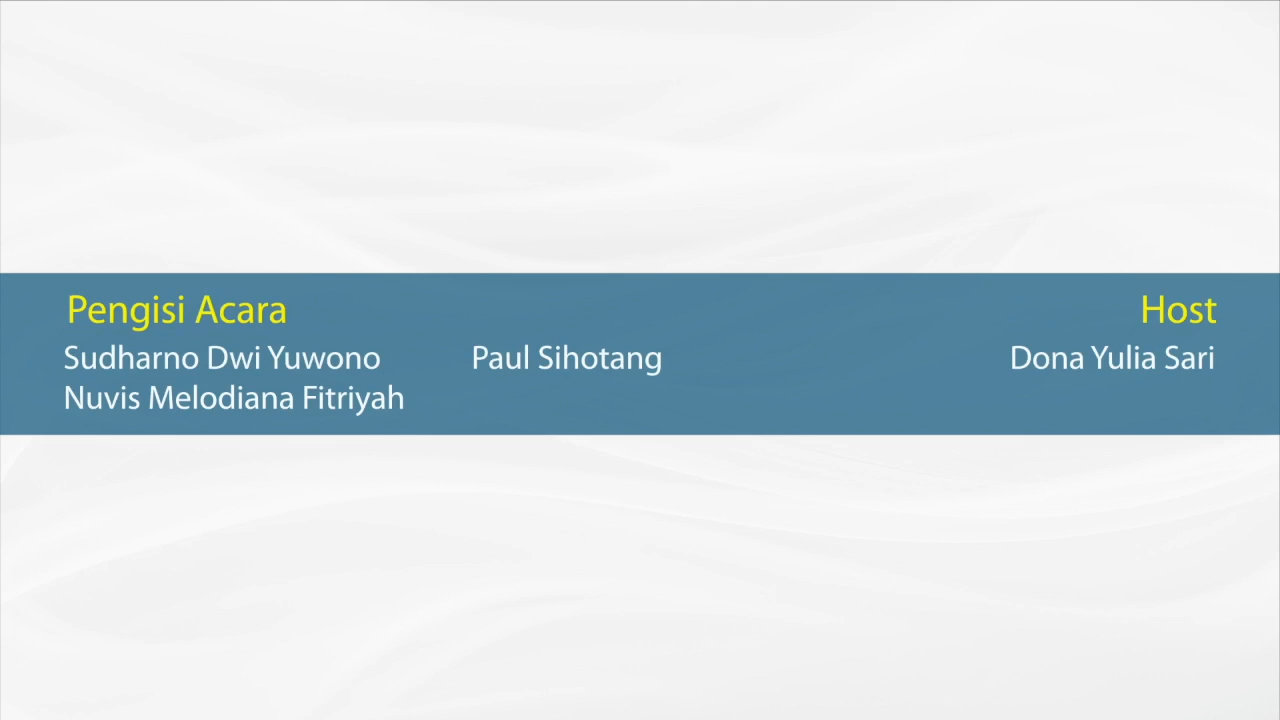 Pengisi Acara
Sudharno Dwi Yuwono
Nuvis Melodiana Fitriyah
Paul Sihotang
Host
Dona Yulia Sari